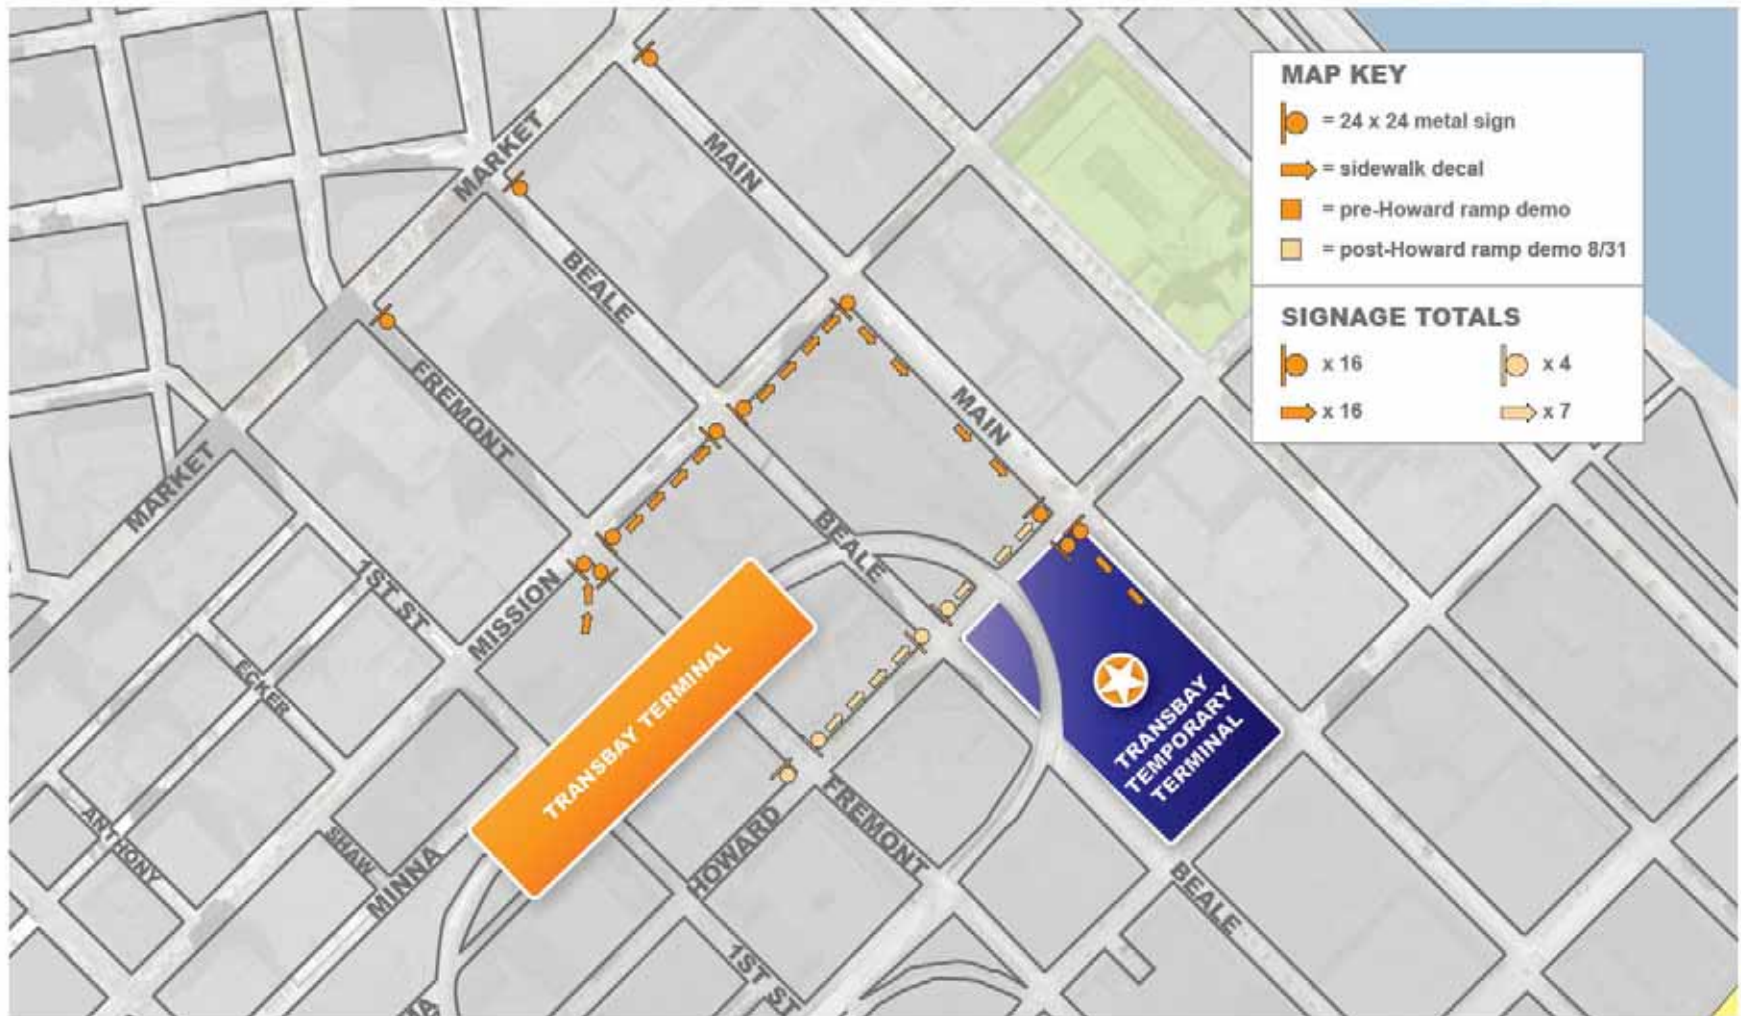 MAP KEY
= 24 x 24 metal sign
= sidewalk decal
= pre-Howard ramp demo
= post-Howard ramp demo 8/31
SIGNAGE TOTALS
x 16
x 4
x 16
x 7
MARKET
MAIN
BEALE
FREMONT
MAIN
MARKET
BEALE
1ST ST
MISSION
ECKER
TRANSBAY TERMINAL
TRANSBAY
TEMPORARY
TERMINAL
ANTHONY
SHAW
MINNA
HOWARD
FREMONT
BEALE
1ST ST